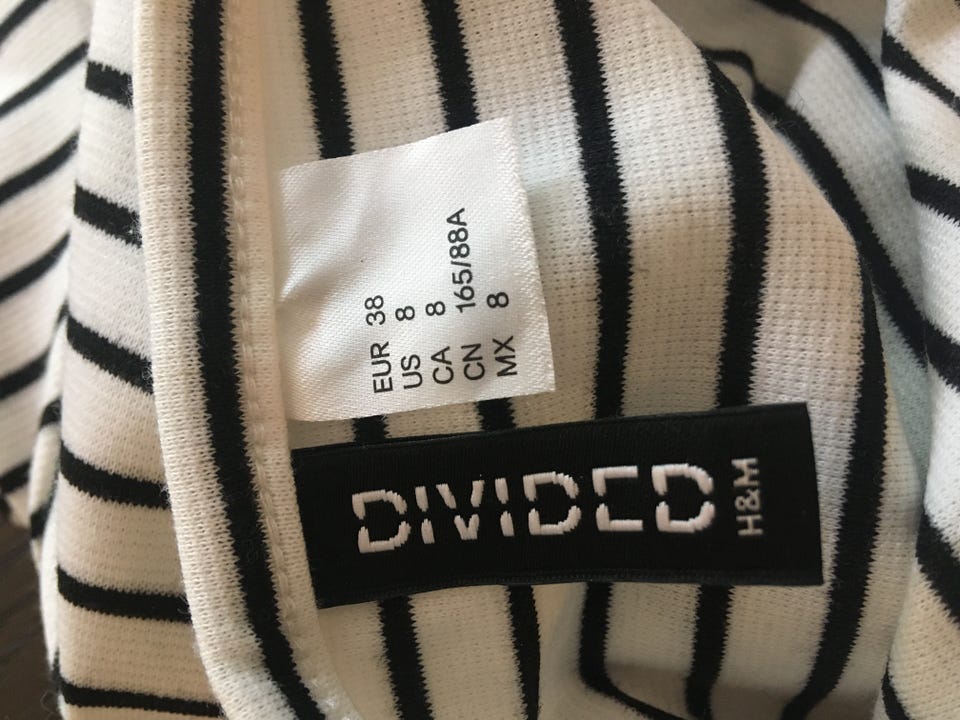 EUR 38
US 8
CA 8
CN 165/88A
MX 8
DIVIDED
H&M